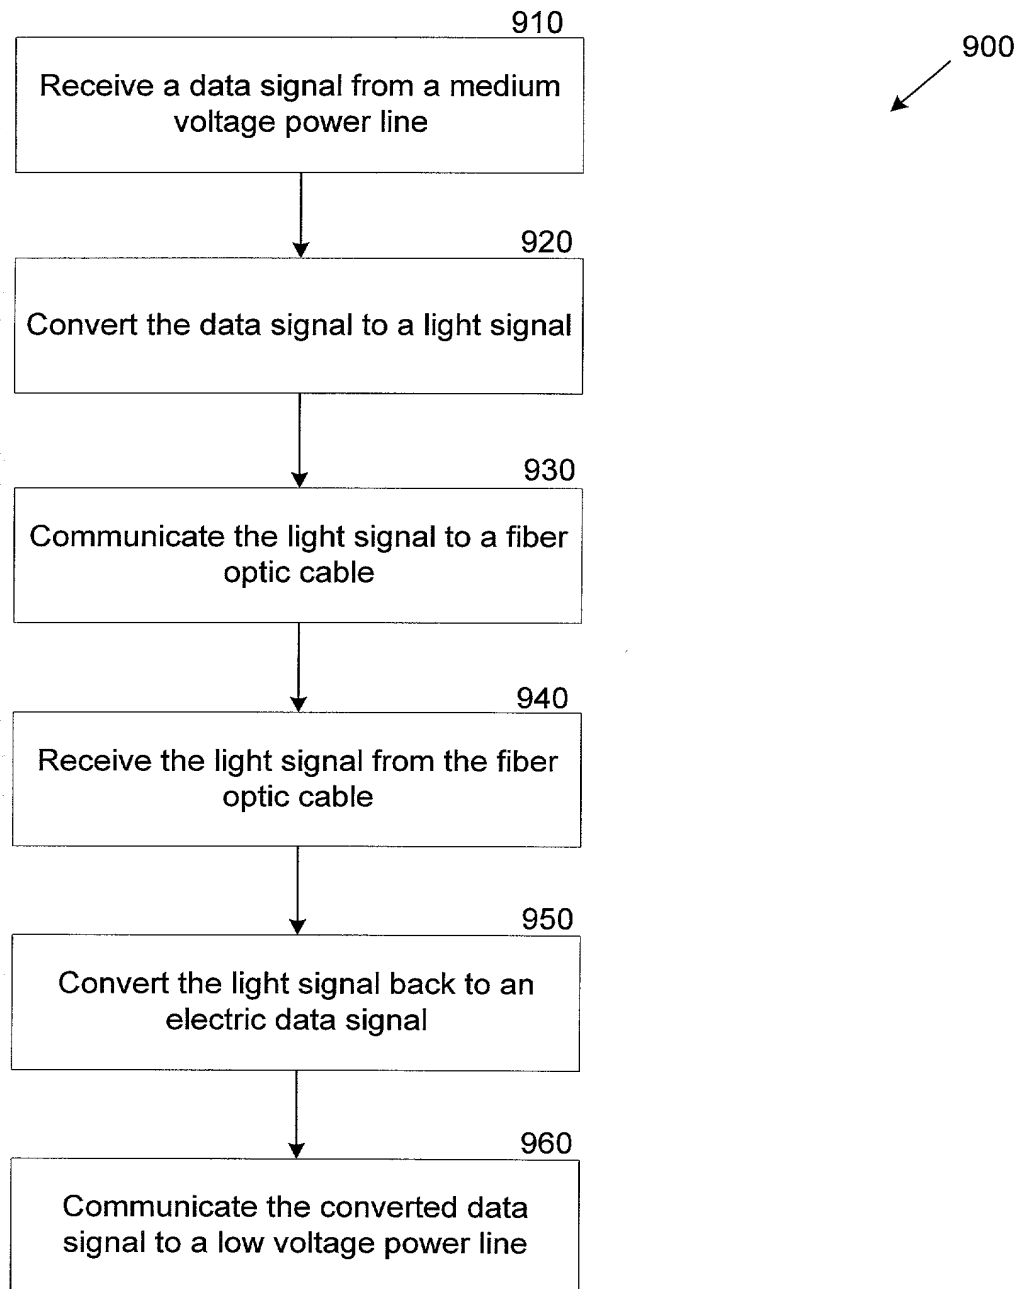 910
900
Receive a data signal from a medium
voltage power line
920
Convert the data signal to a light signal
930
Communicate the light signal to a fiber
optic cable
940
Receive the light signal from the fiber
optic cable
950
Convert the light signal back to an
electric data signal
960
Communicate the converted data
signal to a low voltage power line